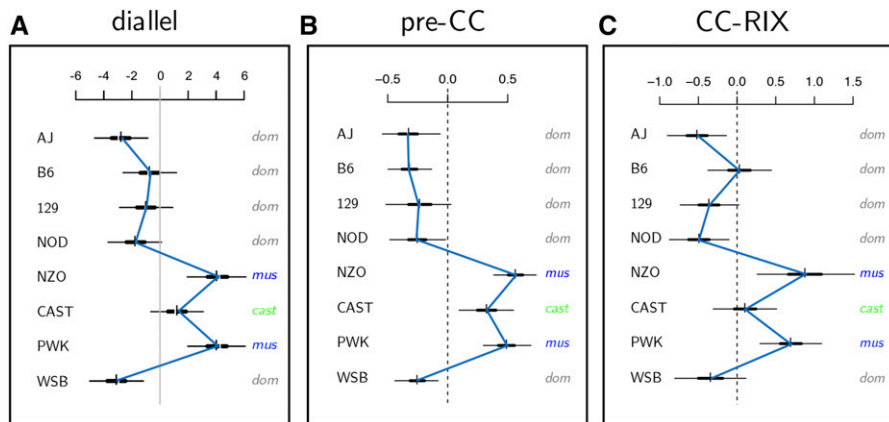 A diallel
-6 -4 -2 0 2 4 6
AJ dom
B6 dom
129 dom
NOD dom
NZO mus
CAST cast
PWK mus
WSB dom
B pre-CC
−0.5 0.0 0.5
AJ dom
B6 dom
129 dom
NOD dom
NZO mus
CAST cast
PWK mus
WSB dom
C CC-RIX
−1.0 −0.5 0.0 0.5 1.0 1.5
AJ dom
B6 dom
129 dom
NOD dom
NZO mus
CAST cast
PWK mus
WSB dom